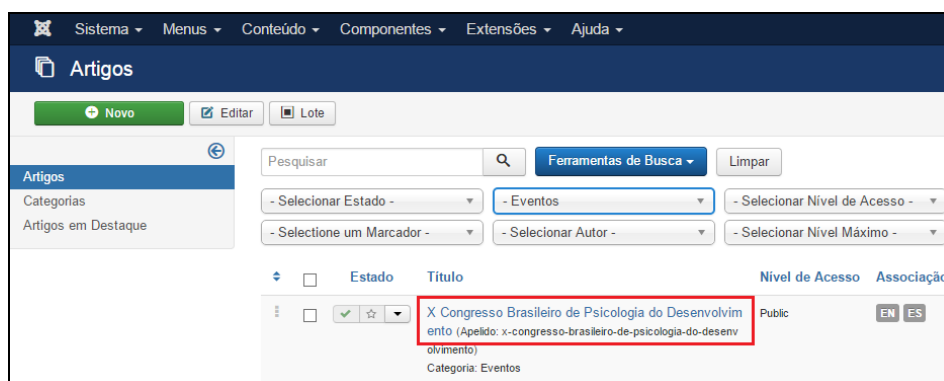 Sistema Menus Conteúdo Componentes Extensões Ajuda
Artigos
Novo Editar Lote
Pesquisar Ferramentas de Busca Limpar
Artigos
Categorias
Artigos em Destaque
- Selecionar Estado - - Eventos - Selecionar Nível de Acesso -
- Selectione um Marcador - - Selecionar Autor - - Selecionar Nível Máximo -
Estado Título Nível de Acesso Associação
X Congresso Brasileiro de Psicologia do Desenvolvim Public EN ES
ento (Apelido: x-congresso-brasileiro-de-psicologia-do-desenv
olvimento)
Categoria: Eventos